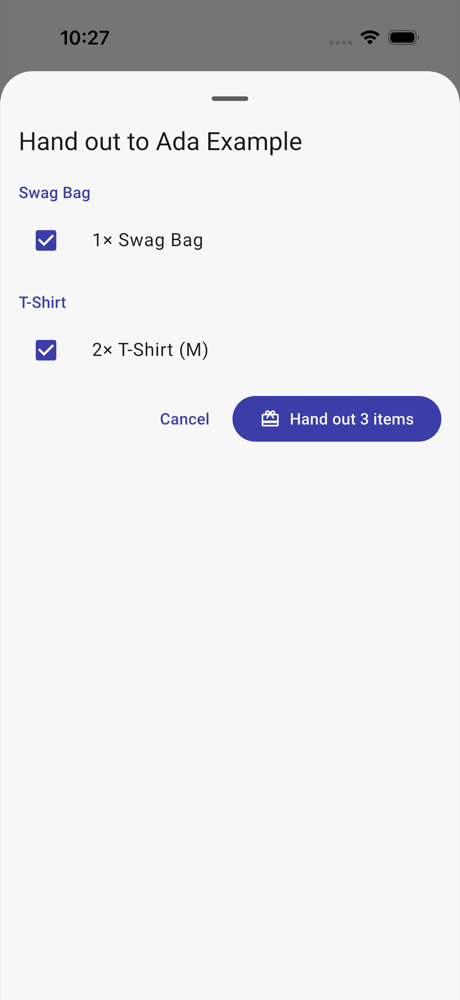 10:27
Hand out to Ada Example
Swag Bag
1× Swag Bag
T-Shirt
2× T-Shirt (M)
Cancel
Hand out 3 items